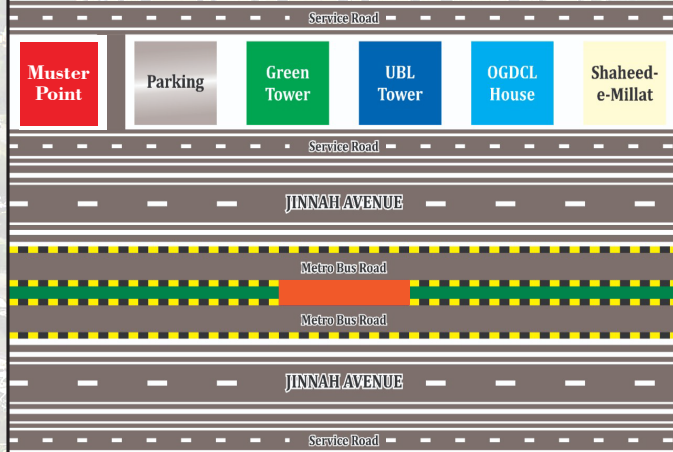 Service Road
Muster
Point
Parking
Green
Tower
UBL
Tower
OGDCL
House
Shaheed-
e-Millat
Service Road
JINNAH AVENUE
Metro Bus Road
Metro Bus Road
JINNAH AVENUE
Service Road